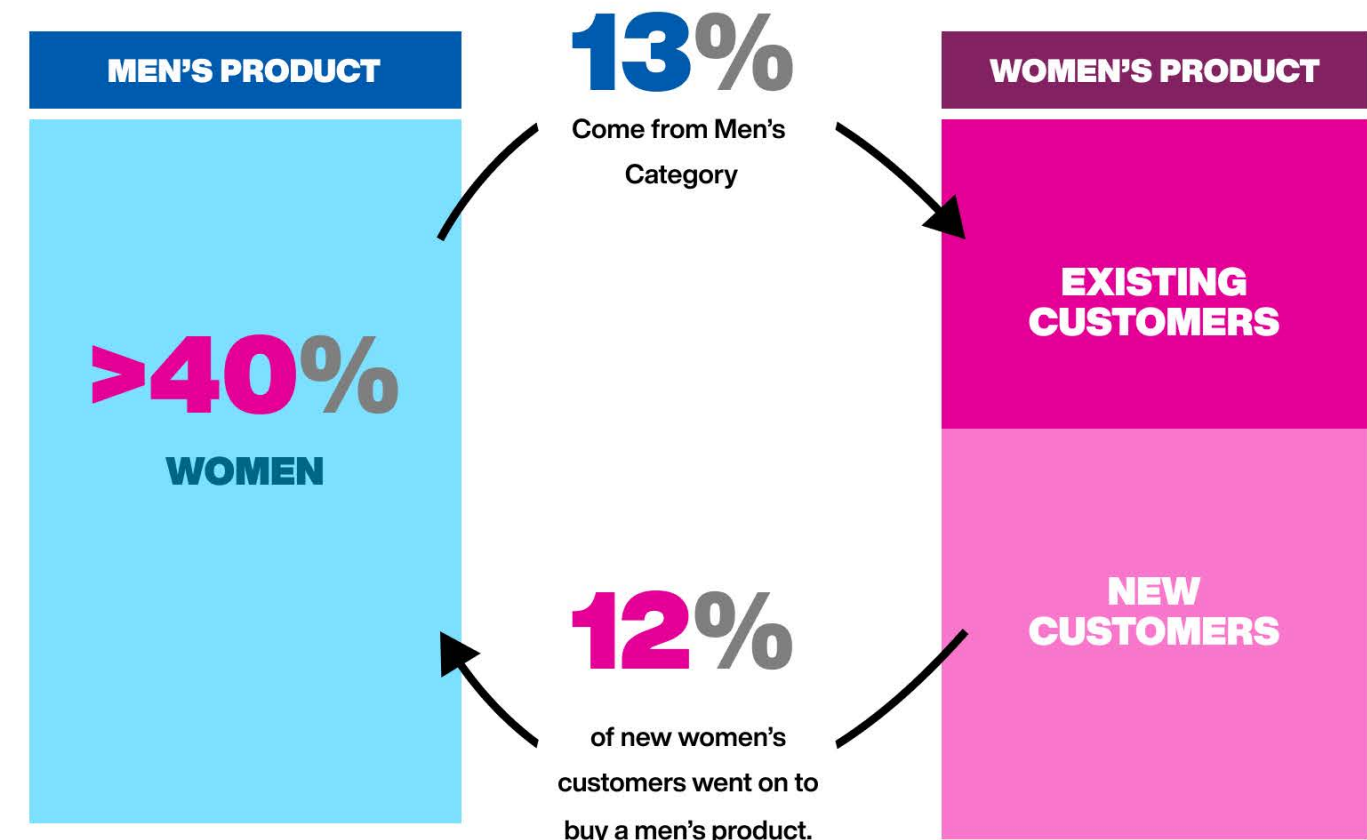 MEN'S PRODUCT
>40%
WOMEN
13%
Come from Men's
Category
12%
of new women's
customers went on to
buy a men's product.
WOMEN'S PRODUCT
EXISTING
CUSTOMERS
NEW
CUSTOMERS